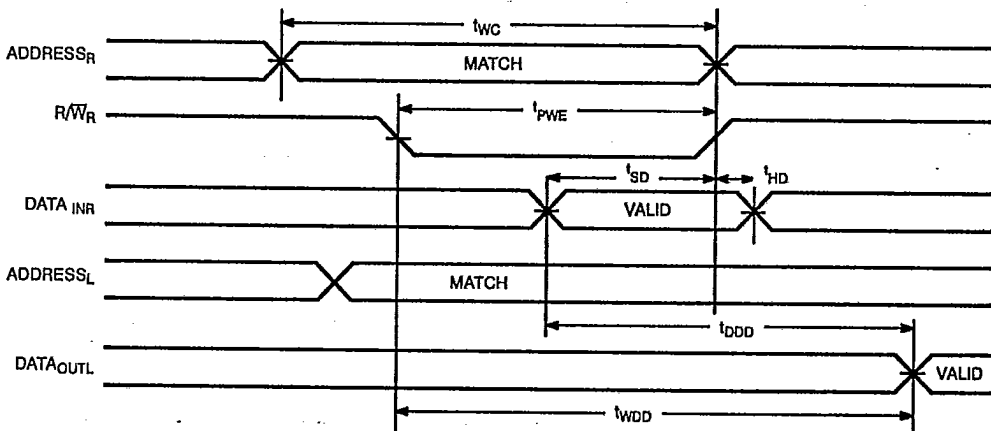 tWC
ADDRESSR
MATCH
R/W̅R
tPWE
tSD
tHD
DATA INR
VALID
ADDRESSL
MATCH
tDDD
DATAOUTL
VALID
tWDD